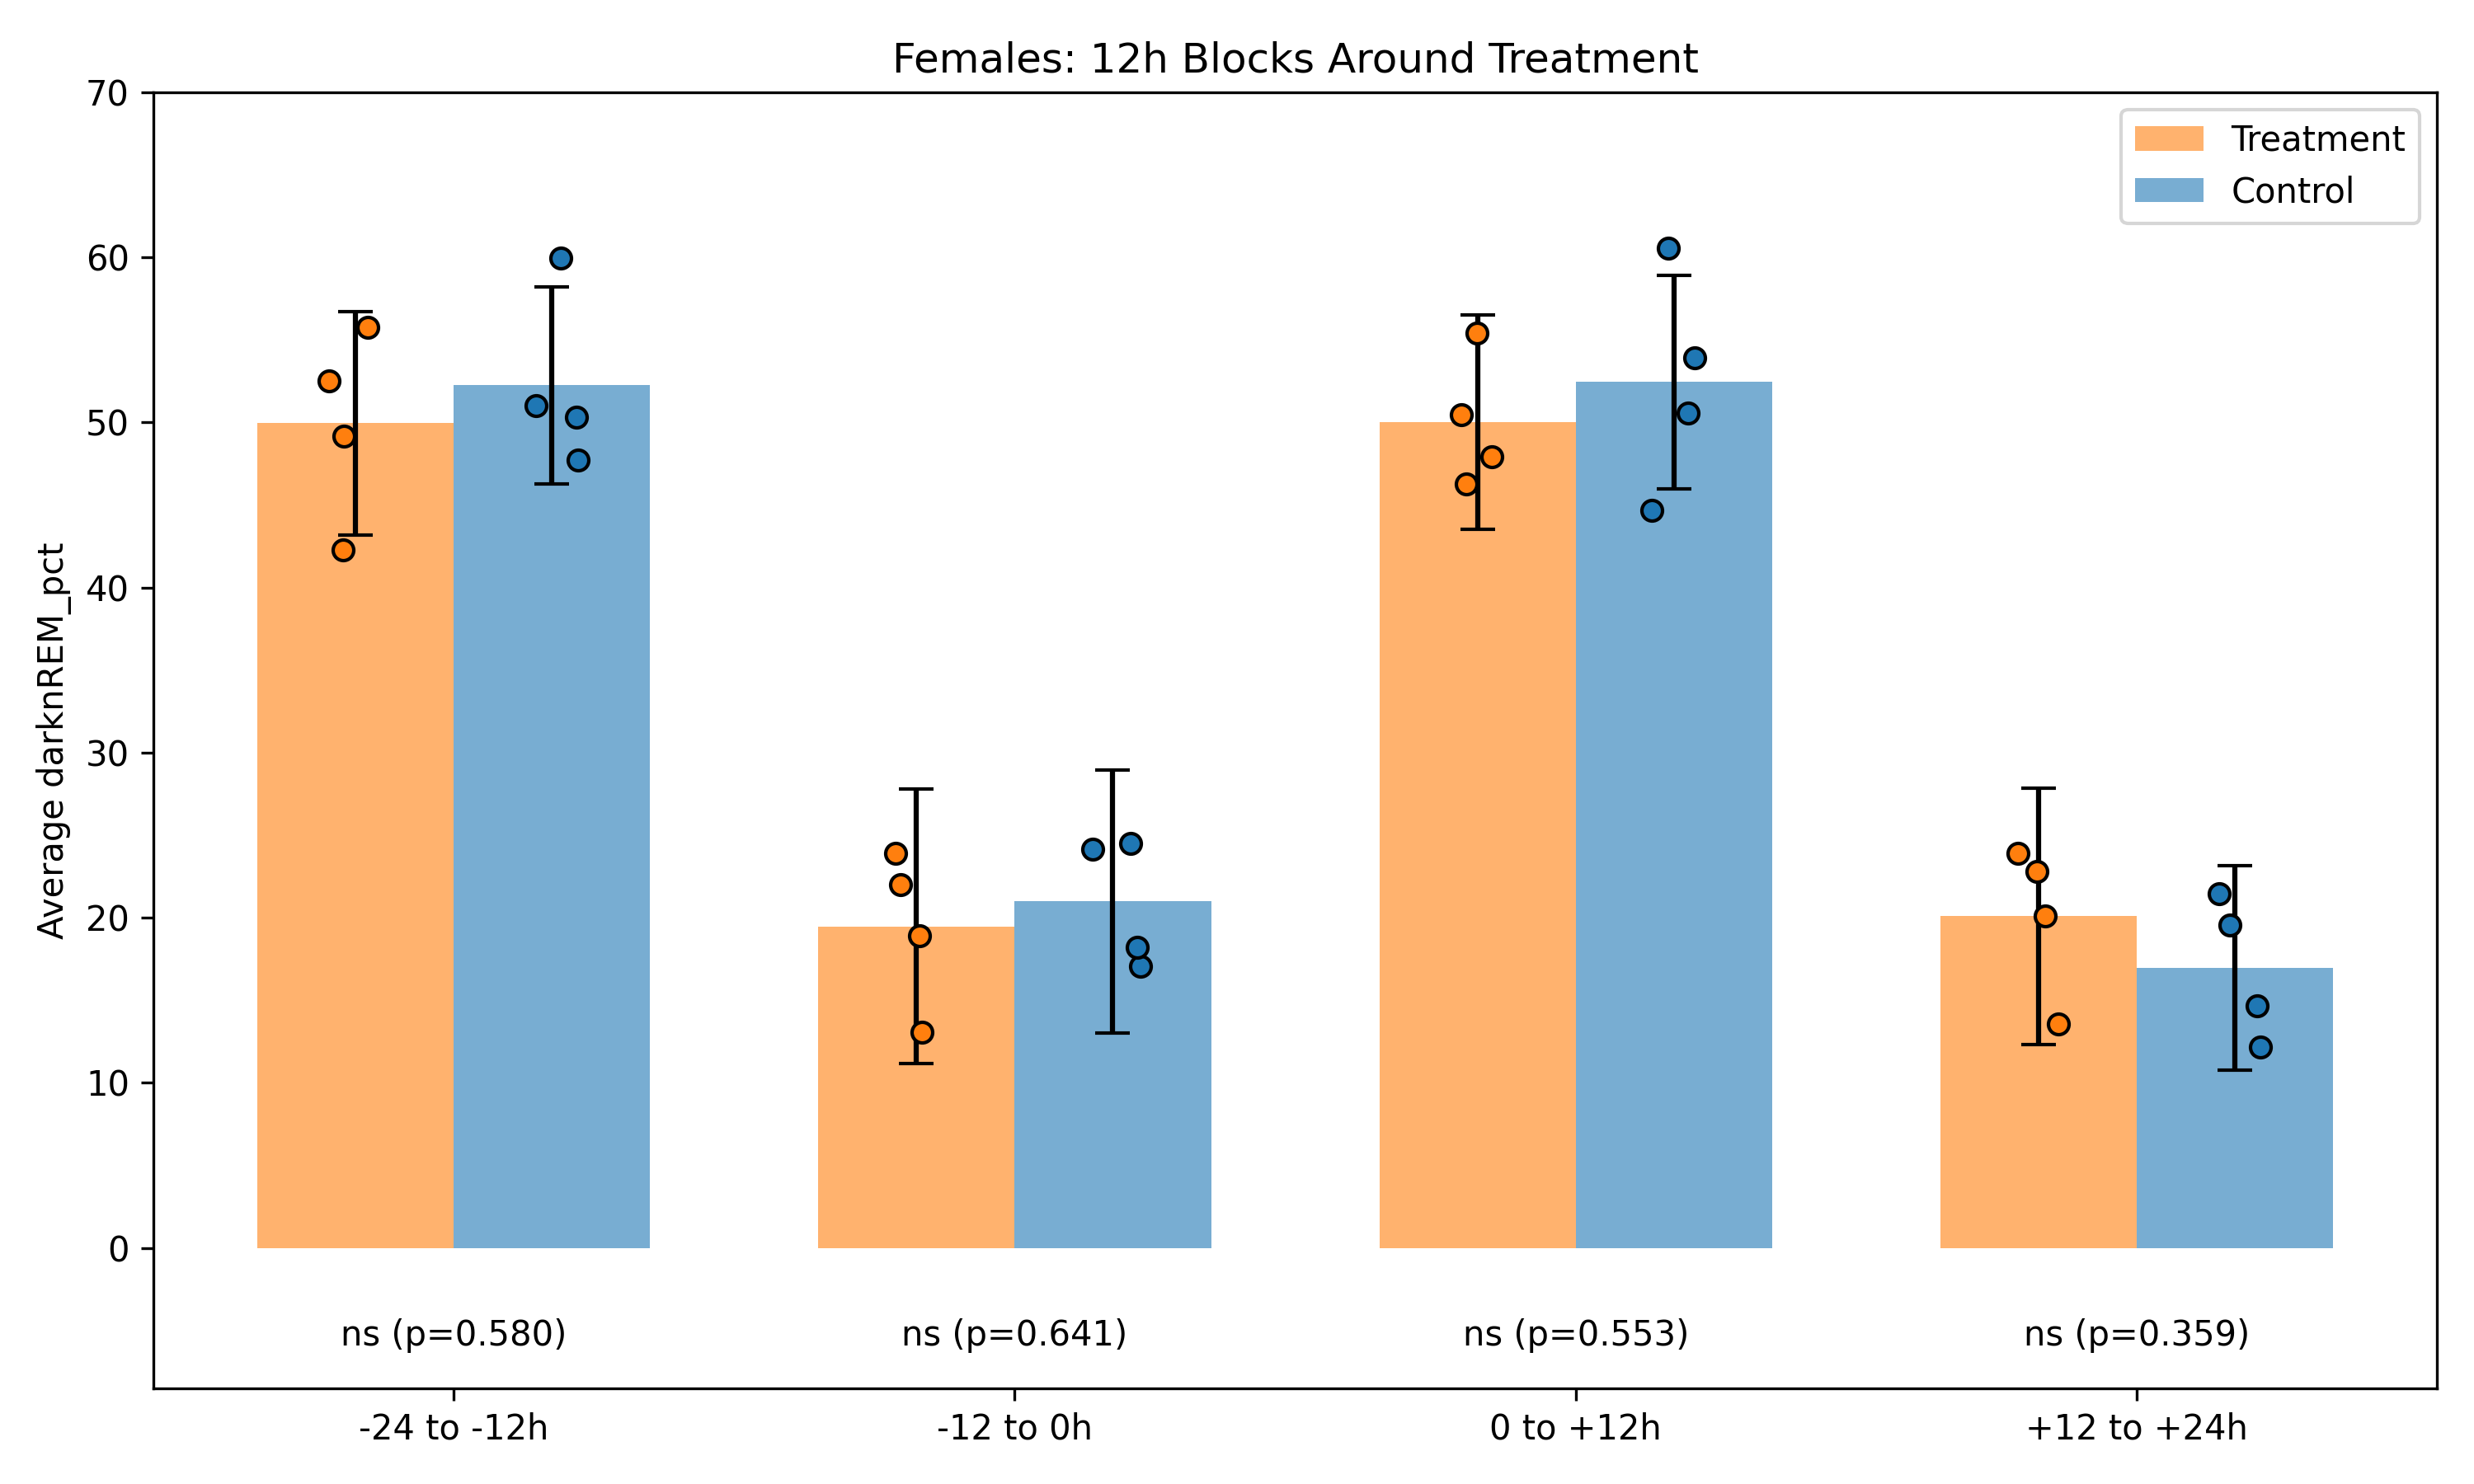 Females: 12h Blocks Around Treatment
70
60
50
40
30
20
10
0
Average darknREM_pct
Treatment
Control
ns (p=0.580)
ns (p=0.641)
ns (p=0.553)
ns (p=0.359)
-24 to -12h
-12 to 0h
0 to +12h
+12 to +24h